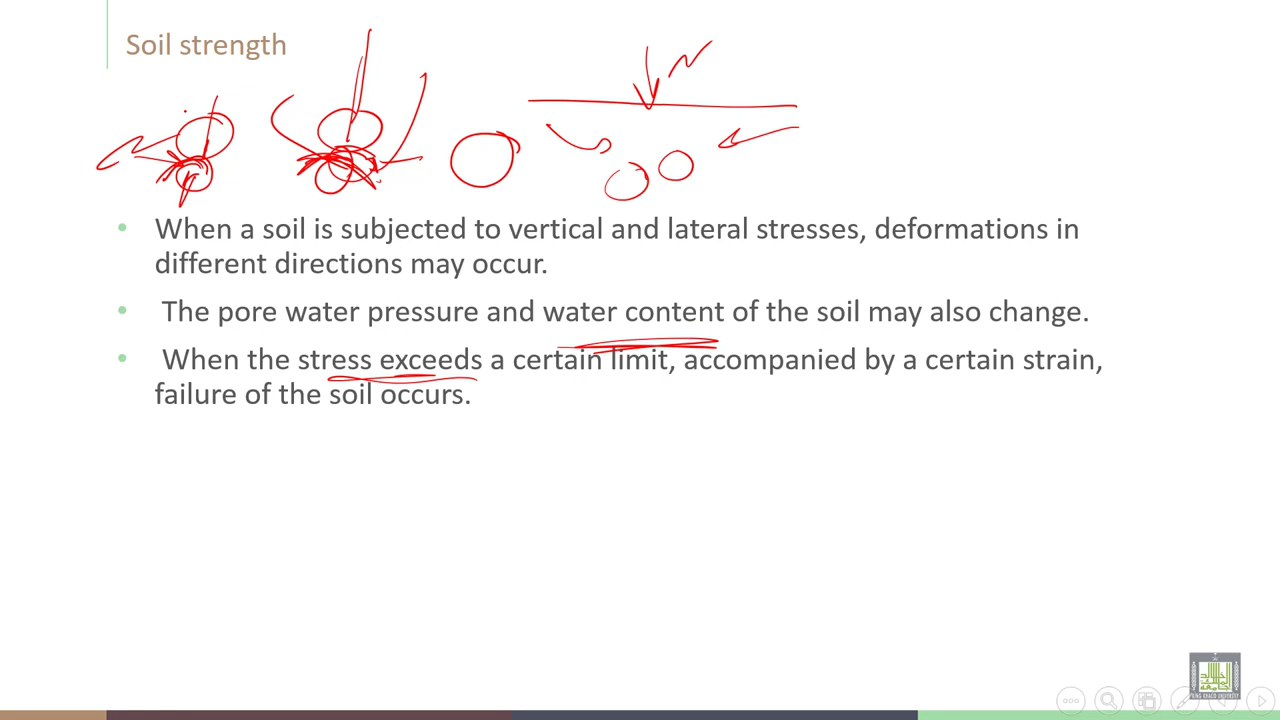 Soil strength
• When a soil is subjected to vertical and lateral stresses, deformations in
different directions may occur.
• The pore water pressure and water content of the soil may also change.
• When the stress exceeds a certain limit, accompanied by a certain strain,
failure of the soil occurs.